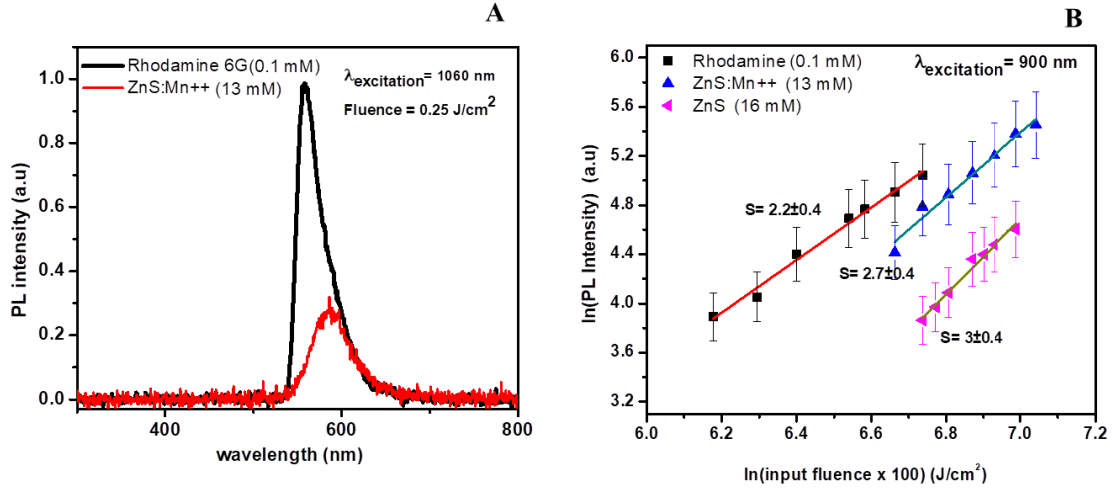 A
Rhodamine 6G(0.1 mM)
ZnS:Mn++ (13 mM)
λexcitation= 1060 nm
Fluence = 0.25 J/cm²
PL intensity (a.u)
1.0
0.8
0.6
0.4
0.2
0.0
400
600
800
wavelength (nm)
B
Rhodamine (0.1 mM)
ZnS:Mn++ (13 mM)
ZnS (16 mM)
λexcitation= 900 nm
S= 2.2±0.4
S= 2.7±0.4
S= 3±0.4
ln(PL Intensity) (a.u)
6.0
5.6
5.2
4.8
4.4
4.0
3.6
3.2
6.0
6.2
6.4
6.6
6.8
7.0
7.2
ln(input fluence x 100) (J/cm²)